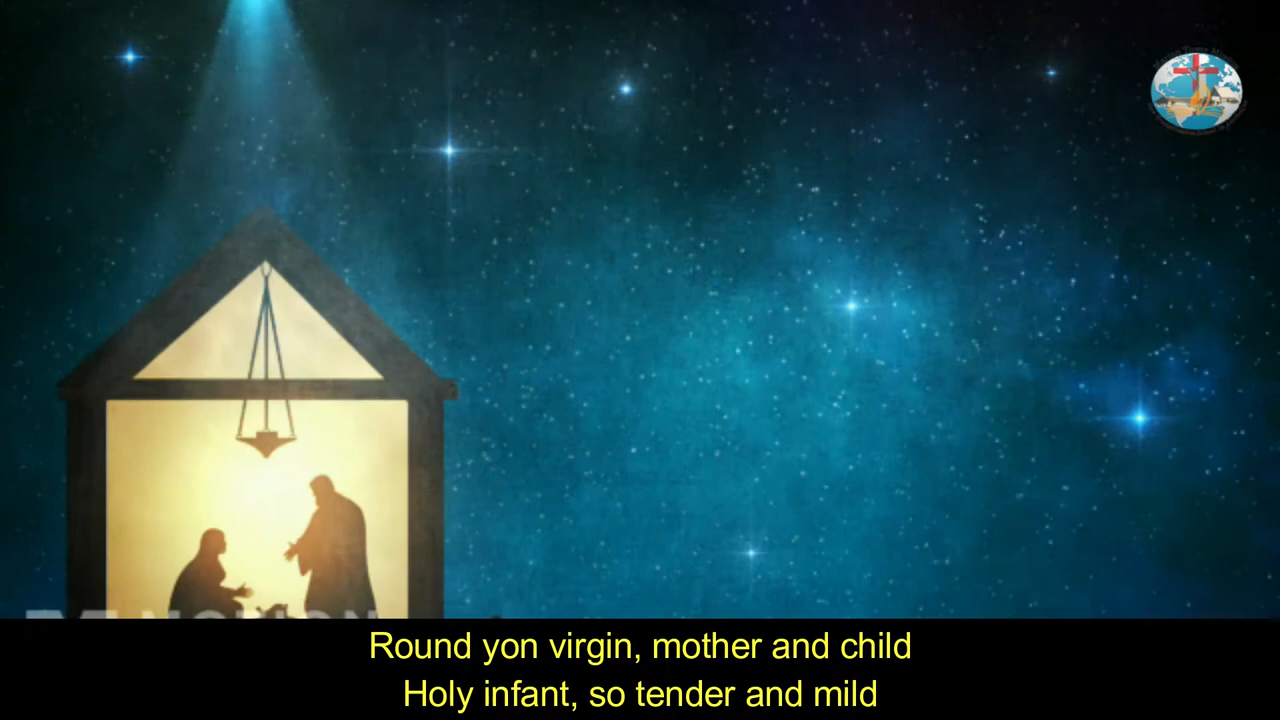 Round yon virgin, mother and child
Holy infant, so tender and mild